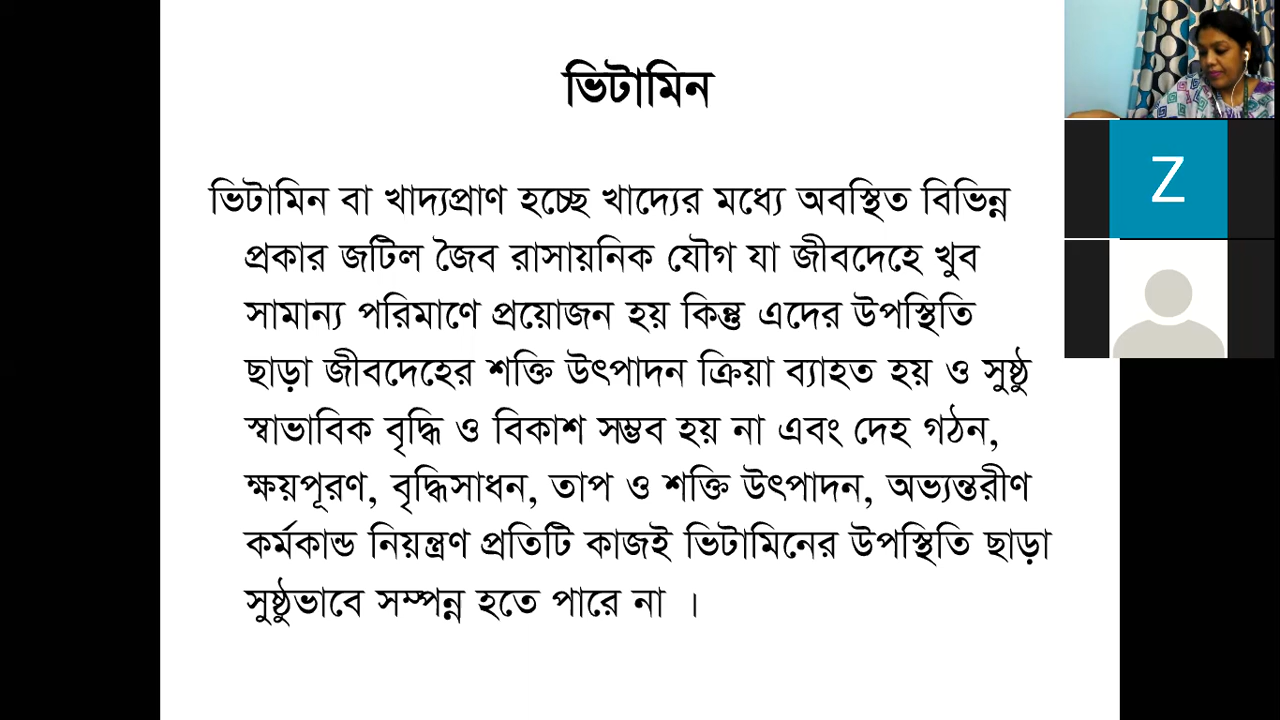 ভিটামিন
ভিটামিন বা খাদ্যপ্রাণ হচ্ছে খাদ্যের মধ্যে অবস্থিত বিভিন্ন
প্রকার জটিল জৈব রাসায়নিক যৌগ যা জীবদেহে খুব
সামান্য পরিমাণে প্রয়োজন হয় কিন্তু এদের উপস্থিতি
ছাড়া জীবদেহের শক্তি উৎপাদন ক্রিয়া ব্যাহত হয় ও সুষ্ঠু
স্বাভাবিক বৃদ্ধি ও বিকাশ সম্ভব হয় না এবং দেহ গঠন,
ক্ষয়পূরণ, বৃদ্ধিসাধন, তাপ ও শক্তি উৎপাদন, অভ্যন্তরীণ
কর্মকান্ড নিয়ন্ত্রণ প্রতিটি কাজই ভিটামিনের উপস্থিতি ছাড়া
সুষ্ঠুভাবে সম্পন্ন হতে পারে না ।
Z